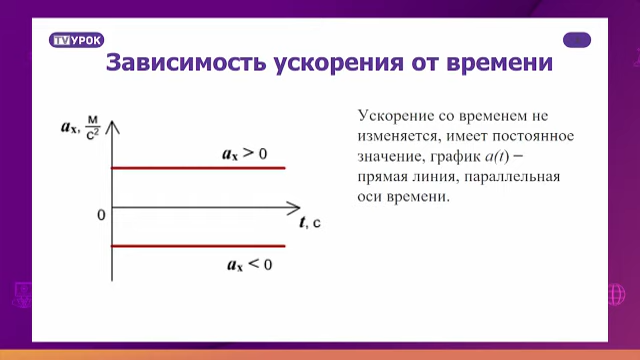 TVУРОК
Зависимость ускорения от времени
aₓ, м/с²
aₓ > 0
0
t, с
aₓ < 0
Ускорение со временем не
изменяется, имеет постоянное
значение, график a(t) –
прямая линия, параллельная
оси времени.